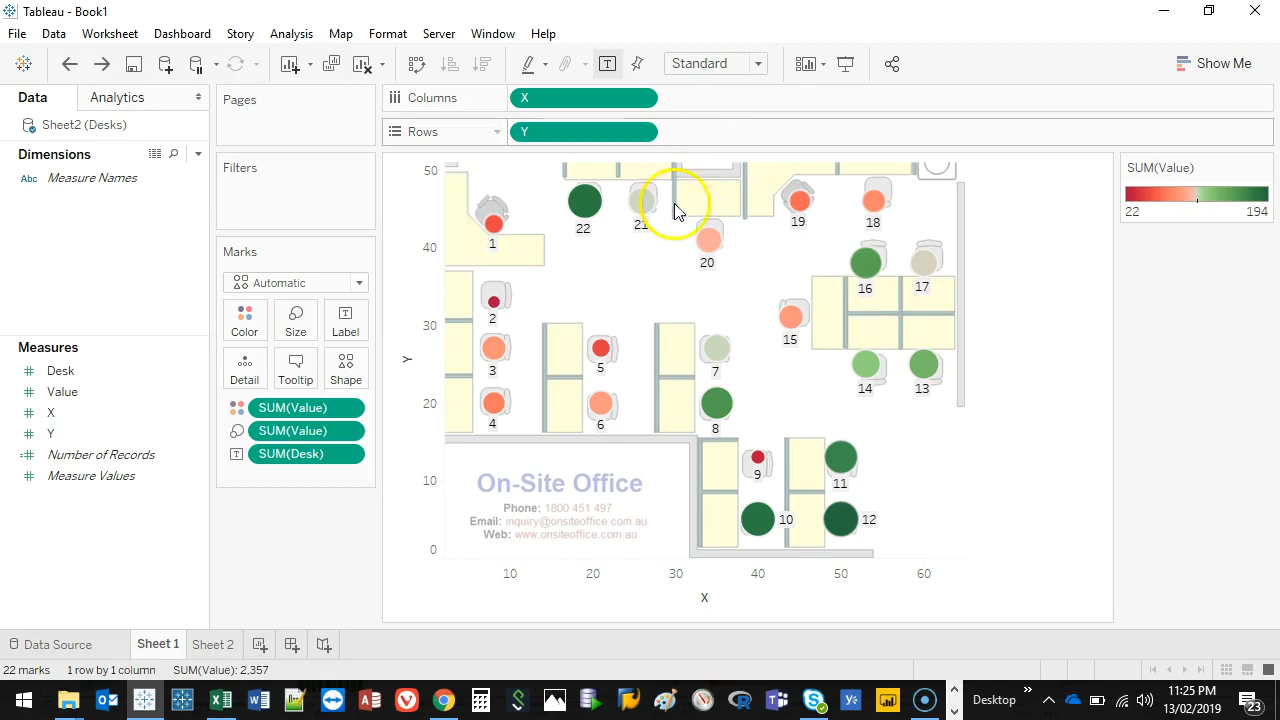 Tableau - Book1
File Data Worksheet Dashboard Story Analysis Map Format Server Window Help
Standard
Show Me
Data Analytics
Sheet2 (Desks)
Dimensions
Abc Measure Names
Measures
Desk
Value
X
Y
Number of Records
Measure Values
Pages
Filters
Marks
Automatic
Color Size Label
Detail Tooltip Shape
SUM(Value)
SUM(Value)
SUM(Desk)
Columns X
Rows Y
50
40
30
20
10
0
Y
1
22
21
20
19
18
16
17
2
15
3
5
7
14
13
4
6
8
9
11
10
12
On-Site Office
Phone: 1800 451 497
Email: inquiry@onsiteoffice.com.au
Web: www.onsiteoffice.com.au
10 20 30 40 50 60
X
SUM(Value)
22 194
Data Source Sheet 1 Sheet 2
22 marks 1 row by 1 column SUM(Value): 2,357
Desktop
11:25 PM
13/02/2019
23